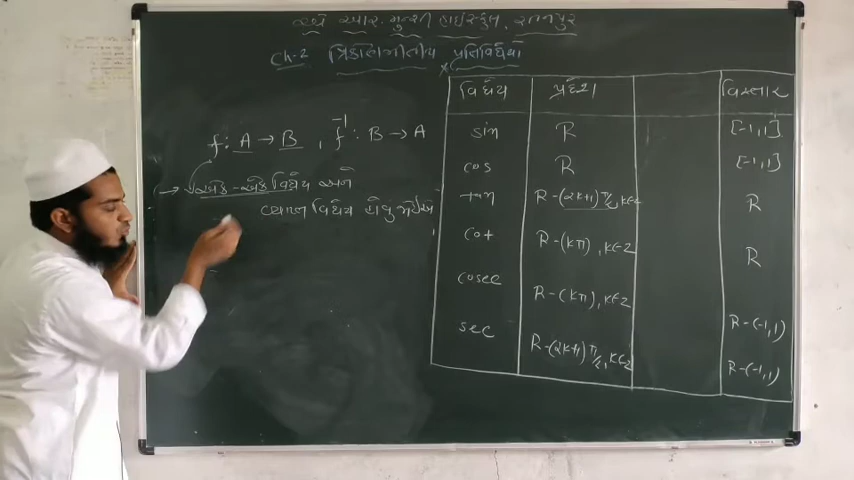 એચ આર. મુન્શી હાઈસ્કુલ, રતનપુર
ch-2 ત્રિકોણમીતીય પ્રતિવિધેયો
f: A → B , f⁻¹: B → A
→ એક-એક વિધેય અને
વ્યાપ્ત વિધેય હોવુ જોઈએ
વિધેય પ્રદેશ વિસ્તાર
sin R [-1,1]
cos R [-1,1]
tan R-(2k+1)π/2, k∈Z R
cot R-(kπ), k∈Z R
cosec R-(kπ), k∈Z R-(-1,1)
sec R-(2k+1)π/2, k∈Z R-(-1,1)